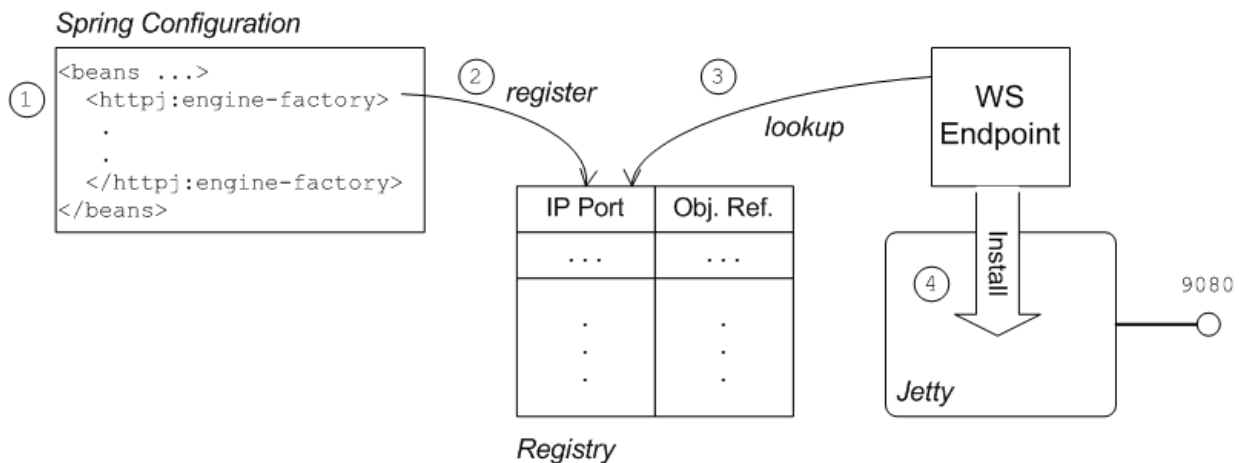 Spring Configuration
1
<beans ...>
<httpj:engine-factory>
.
.
</httpj:engine-factory>
</beans>
2
register
3
lookup
WS
Endpoint
IP Port Obj. Ref.
... ...
. .
. .
. .
Registry
Install
4
Jetty
9080